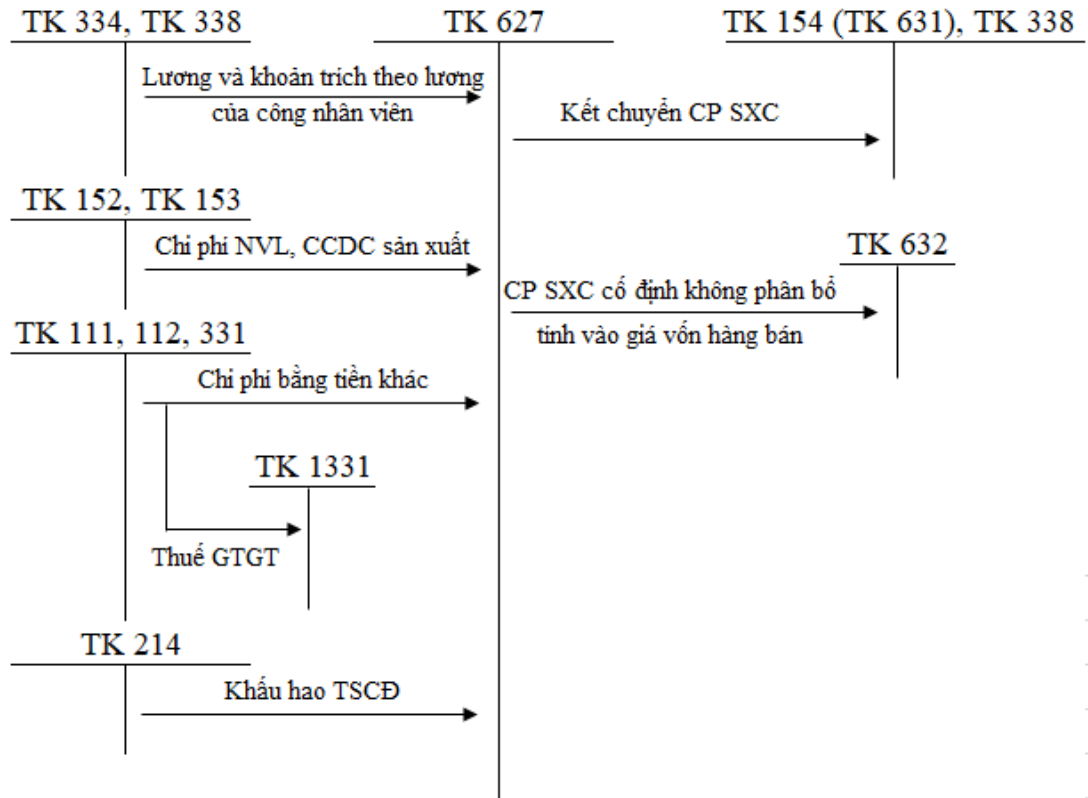 TK 334, TK 338
TK 627
TK 154 (TK 631), TK 338
Lương và khoản trích theo lương
của công nhân viên
Kết chuyển CP SXC
TK 152, TK 153
Chi phí NVL, CCDC sản xuất
TK 632
CP SXC cố định không phân bổ
tính vào giá vốn hàng bán
TK 111, 112, 331
Chi phí bằng tiền khác
TK 1331
Thuế GTGT
TK 214
Khấu hao TSCĐ